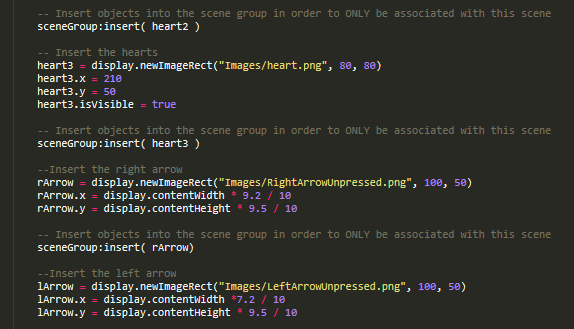 -- Insert objects into the scene group in order to ONLY be associated with this scene
sceneGroup:insert( heart2 )
-- Insert the hearts
heart3 = display.newImageRect("Images/heart.png", 80, 80)
heart3.x = 210
heart3.y = 50
heart3.isVisible = true
-- Insert objects into the scene group in order to ONLY be associated with this scene
sceneGroup:insert( heart3 )
--Insert the right arrow
rArrow = display.newImageRect("Images/RightArrowUnpressed.png", 100, 50)
rArrow.x = display.contentWidth * 9.2 / 10
rArrow.y = display.contentHeight * 9.5 / 10
-- Insert objects into the scene group in order to ONLY be associated with this scene
sceneGroup:insert( rArrow)
--Insert the left arrow
lArrow = display.newImageRect("Images/LeftArrowUnpressed.png", 100, 50)
lArrow.x = display.contentWidth *7.2 / 10
lArrow.y = display.contentHeight * 9.5 / 10